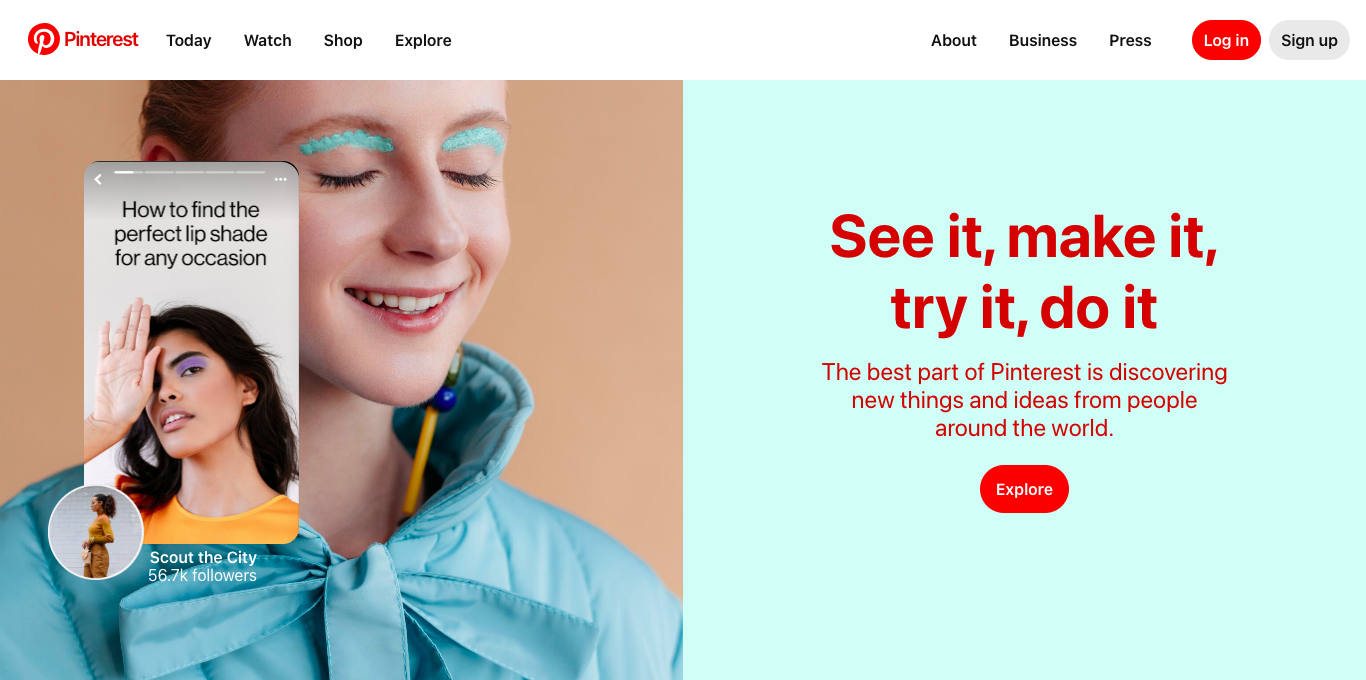 Pinterest
Today
Watch
Shop
Explore
About
Business
Press
Log in
Sign up
How to find the
perfect lip shade
for any occasion
Scout the City
56.7k followers
See it, make it,
try it, do it
The best part of Pinterest is discovering
new things and ideas from people
around the world.
Explore